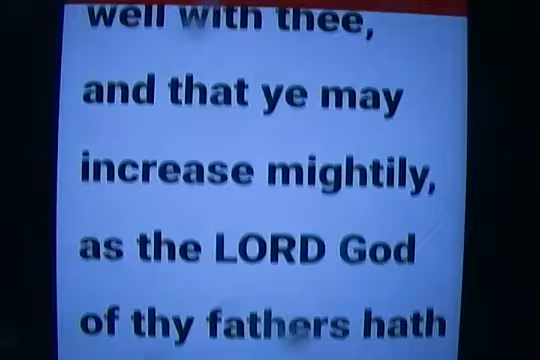 well with thee,
and that ye may
increase mightily,
as the LORD God
of thy fathers hath